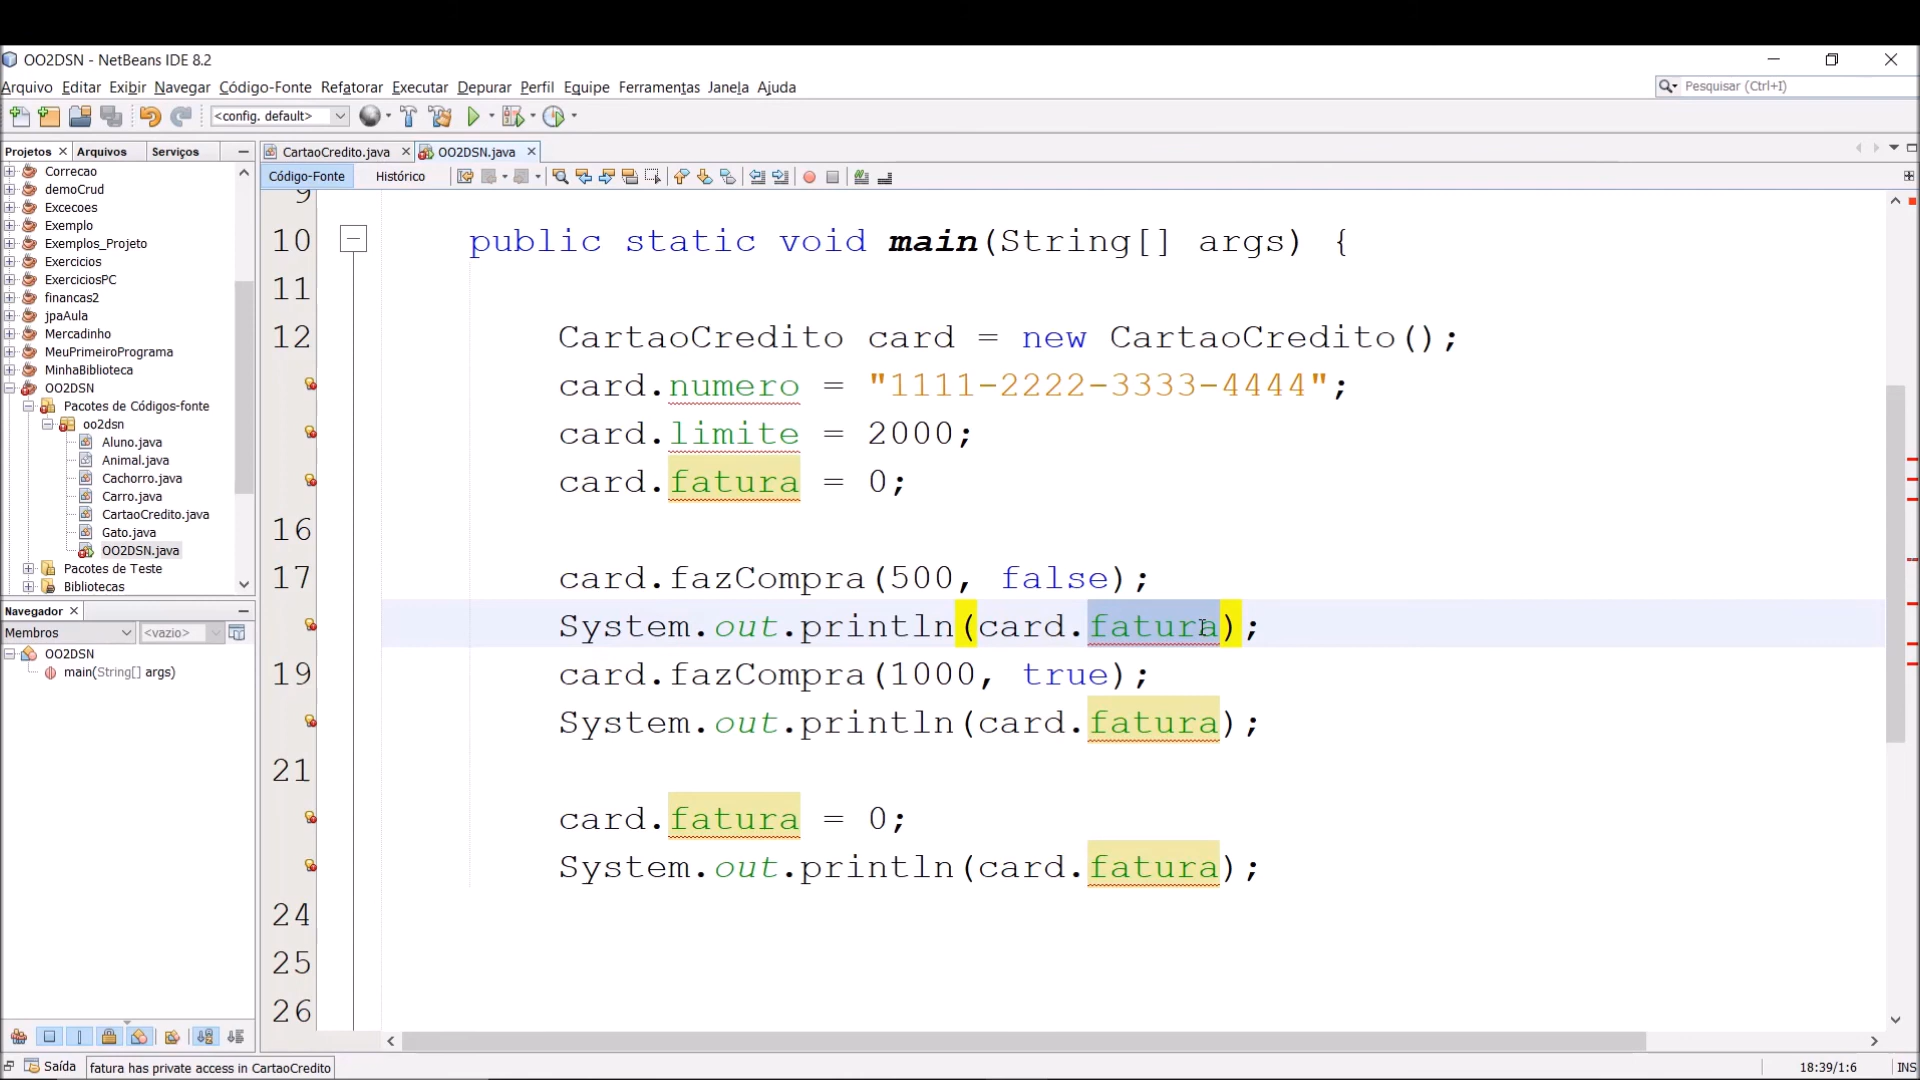 OO2DSN - NetBeans IDE 8.2
Arquivo Editar Exibir Navegar Código-Fonte Refatorar Executar Depurar Perfil Equipe Ferramentas Janela Ajuda
Pesquisar (Ctrl+I)
<config. default>
Projetos Arquivos Serviços
CartaoCredito.java OO2DSN.java
Código-Fonte Histórico
Correcao
demoCrud
Excecoes
Exemplo
Exemplos_Projeto
Exercicios
ExerciciosPC
financas2
jpaAula
Mercadinho
MeuPrimeiroPrograma
MinhaBiblioteca
OO2DSN
Pacotes de Códigos-fonte
oo2dsn
Aluno.java
Animal.java
Cachorro.java
Carro.java
CartaoCredito.java
Gato.java
OO2DSN.java
Pacotes de Teste
Bibliotecas
Navegador
Membros <vazio>
OO2DSN
main(String[] args)
9
10 public static void main(String[] args) {
11
12 CartaoCredito card = new CartaoCredito();
card.numero = "1111-2222-3333-4444";
card.limite = 2000;
card.fatura = 0;
16
17 card.fazCompra(500, false);
System.out.println(card.fatura);
19 card.fazCompra(1000, true);
System.out.println(card.fatura);
21
card.fatura = 0;
System.out.println(card.fatura);
24
25
26
Saída fatura has private access in CartaoCredito 18:39/1:6 INS